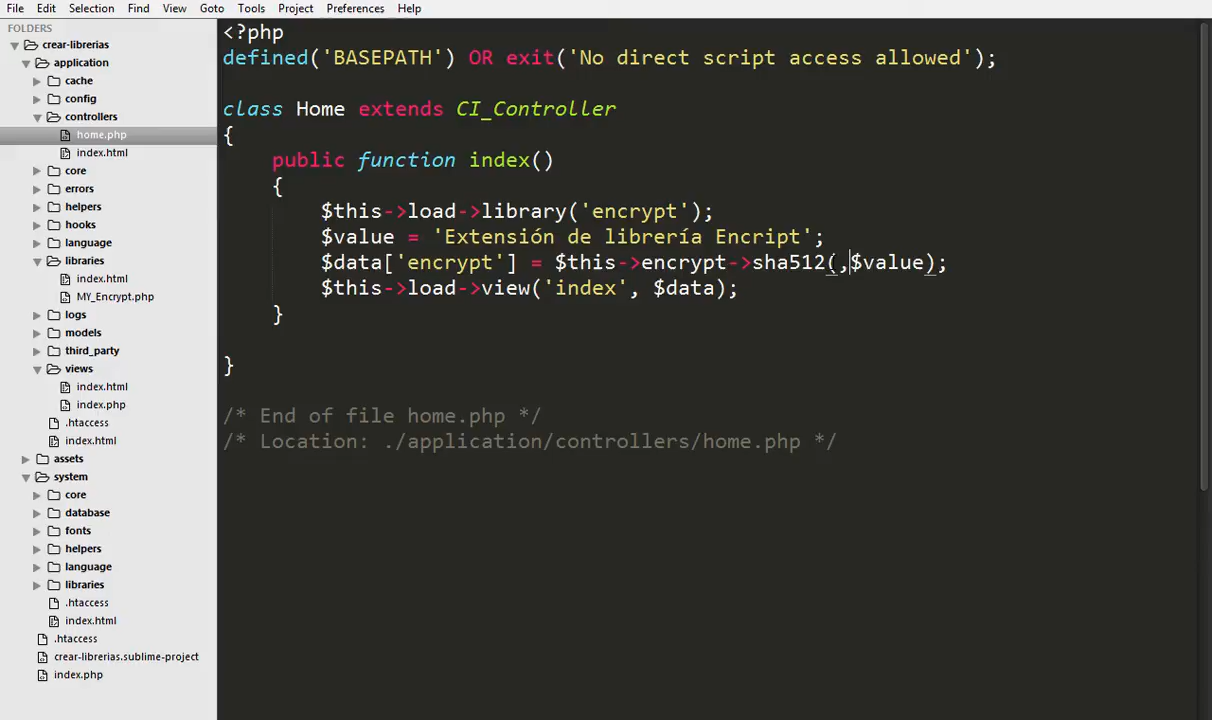 File Edit Selection Find View Goto Tools Project Preferences Help
FOLDERS
crear-librerias
application
cache
config
controllers
home.php
index.html
core
errors
helpers
hooks
language
libraries
index.html
MY_Encrypt.php
logs
models
third_party
views
index.html
index.php
.htaccess
index.html
assets
system
core
database
fonts
helpers
language
libraries
.htaccess
index.html
.htaccess
crear-librerias.sublime-project
index.php
<?php
defined('BASEPATH') OR exit('No direct script access allowed');
class Home extends CI_Controller
{
public function index()
{
$this->load->library('encrypt');
$value = 'Extensión de librería Encript';
$data['encrypt'] = $this->encrypt->sha512(,$value);
$this->load->view('index', $data);
}
}
/* End of file home.php */
/* Location: ./application/controllers/home.php */